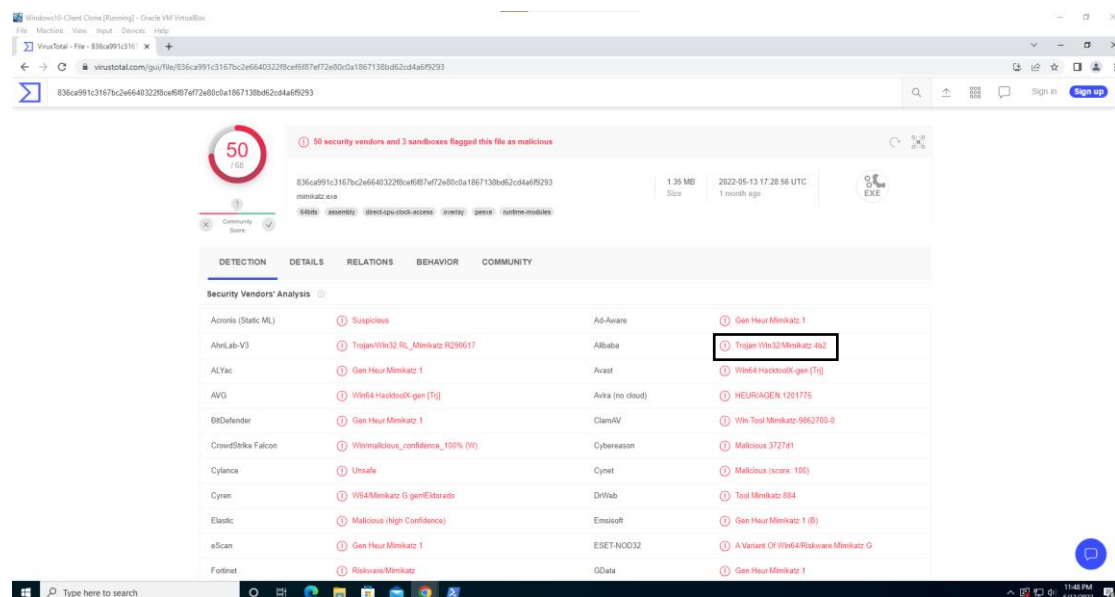 Windows10-Client Clone [Running] - Oracle VM VirtualBox
File Machine View Input Devices Help
VirusTotal - File - 836ca991c316
virustotal.com/gui/file/836ca991c3167bc2e6640322f8cef6f87ef72e80c0a1867138bd62cd4a6f9293
836ca991c3167bc2e6640322f8cef6f87ef72e80c0a1867138bd62cd4a6f9293
Sign in Sign up
50
/ 68
50 security vendors and 3 sandboxes flagged this file as malicious
836ca991c3167bc2e6640322f8cef6f87ef72e80c0a1867138bd62cd4a6f9293
mimikatz.exe
64bits assembly direct-cpu-clock-access overlay peexe runtime-modules
1.35 MB
Size
2022-05-13 17:28:56 UTC
1 month ago
EXE
?
Community
Score
DETECTION DETAILS RELATIONS BEHAVIOR COMMUNITY
Security Vendors' Analysis
Acronis (Static ML) Suspicious Ad-Aware Gen:Heur.Mimikatz.1
AhnLab-V3 Trojan/Win32.RL_Mimikatz.R290617 Alibaba Trojan:Win32/Mimikatz.4b2
ALYac Gen:Heur.Mimikatz.1 Avast Win64:HacktoolX-gen [Trj]
AVG Win64:HacktoolX-gen [Trj] Avira (no cloud) HEUR/AGEN.1201775
BitDefender Gen:Heur.Mimikatz.1 ClamAV Win.Tool.Mimikatz-9862700-0
CrowdStrike Falcon Win/malicious_confidence_100% (W) Cybereason Malicious.3727d1
Cylance Unsafe Cynet Malicious (score: 100)
Cyren W64/Mimikatz.G.gen!Eldorado DrWeb Tool.Mimikatz.884
Elastic Malicious (high Confidence) Emsisoft Gen:Heur.Mimikatz.1 (B)
eScan Gen:Heur.Mimikatz.1 ESET-NOD32 A Variant Of Win64/Riskware.Mimikatz.G
Fortinet Riskware/Mimikatz GData Gen:Heur.Mimikatz.1
Type here to search
11:48 PM